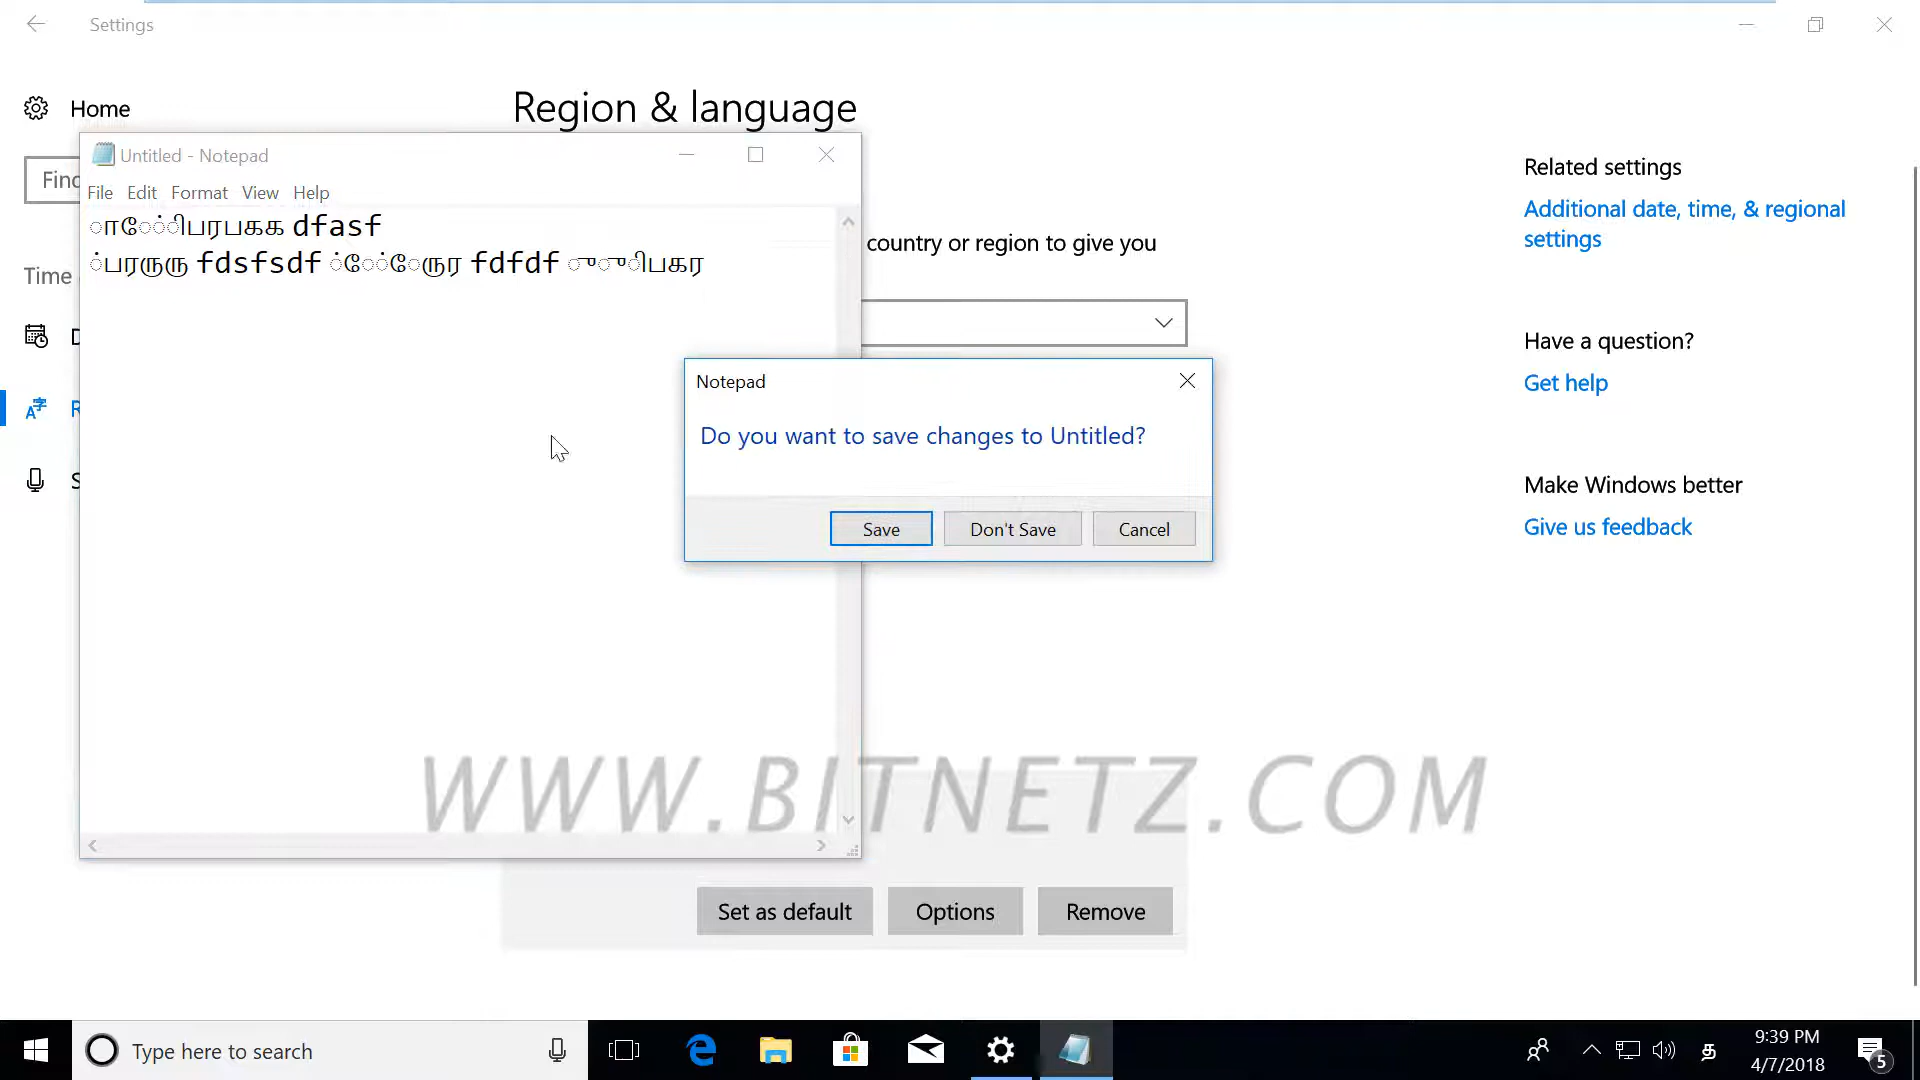 Settings
Home
Region & language
Untitled - Notepad
File Edit Format View Help
Find
dfasf
fdsfsdf fdfdf
Time
country or region to give you
Notepad
Do you want to save changes to Untitled?
Save Don't Save Cancel
Related settings
Additional date, time, & regional
settings
Have a question?
Get help
Make Windows better
Give us feedback
WWW.BITNETZ.COM
Set as default Options Remove
Type here to search
த
9:39 PM
4/7/2018
5